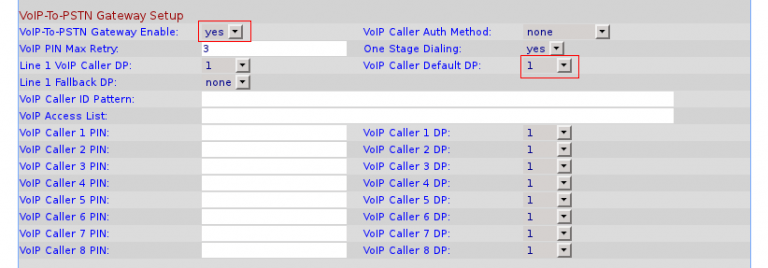 VoIP-To-PSTN Gateway Setup
VoIP-To-PSTN Gateway Enable: yes VoIP Caller Auth Method: none
VoIP PIN Max Retry: 3 One Stage Dialing: yes
Line 1 VoIP Caller DP: 1 VoIP Caller Default DP: 1
Line 1 Fallback DP: none
VoIP Caller ID Pattern:
VoIP Access List:
VoIP Caller 1 PIN: VoIP Caller 1 DP: 1
VoIP Caller 2 PIN: VoIP Caller 2 DP: 1
VoIP Caller 3 PIN: VoIP Caller 3 DP: 1
VoIP Caller 4 PIN: VoIP Caller 4 DP: 1
VoIP Caller 5 PIN: VoIP Caller 5 DP: 1
VoIP Caller 6 PIN: VoIP Caller 6 DP: 1
VoIP Caller 7 PIN: VoIP Caller 7 DP: 1
VoIP Caller 8 PIN: VoIP Caller 8 DP: 1